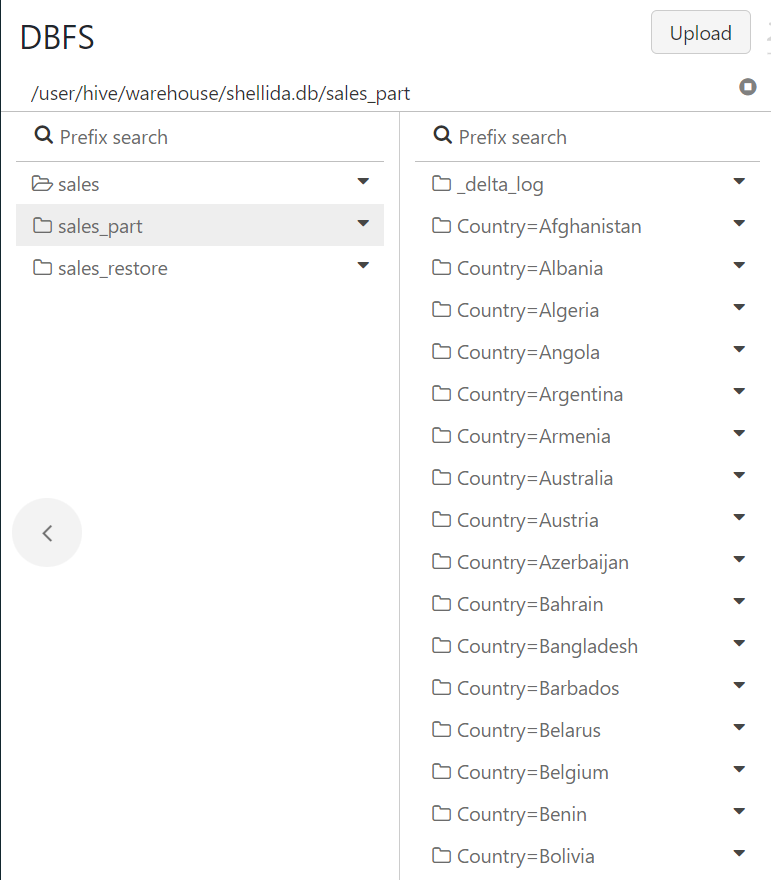 DBFS
Upload
/user/hive/warehouse/shellida.db/sales_part
Prefix search
sales
sales_part
sales_restore
Prefix search
_delta_log
Country=Afghanistan
Country=Albania
Country=Algeria
Country=Angola
Country=Argentina
Country=Armenia
Country=Australia
Country=Austria
Country=Azerbaijan
Country=Bahrain
Country=Bangladesh
Country=Barbados
Country=Belarus
Country=Belgium
Country=Benin
Country=Bolivia